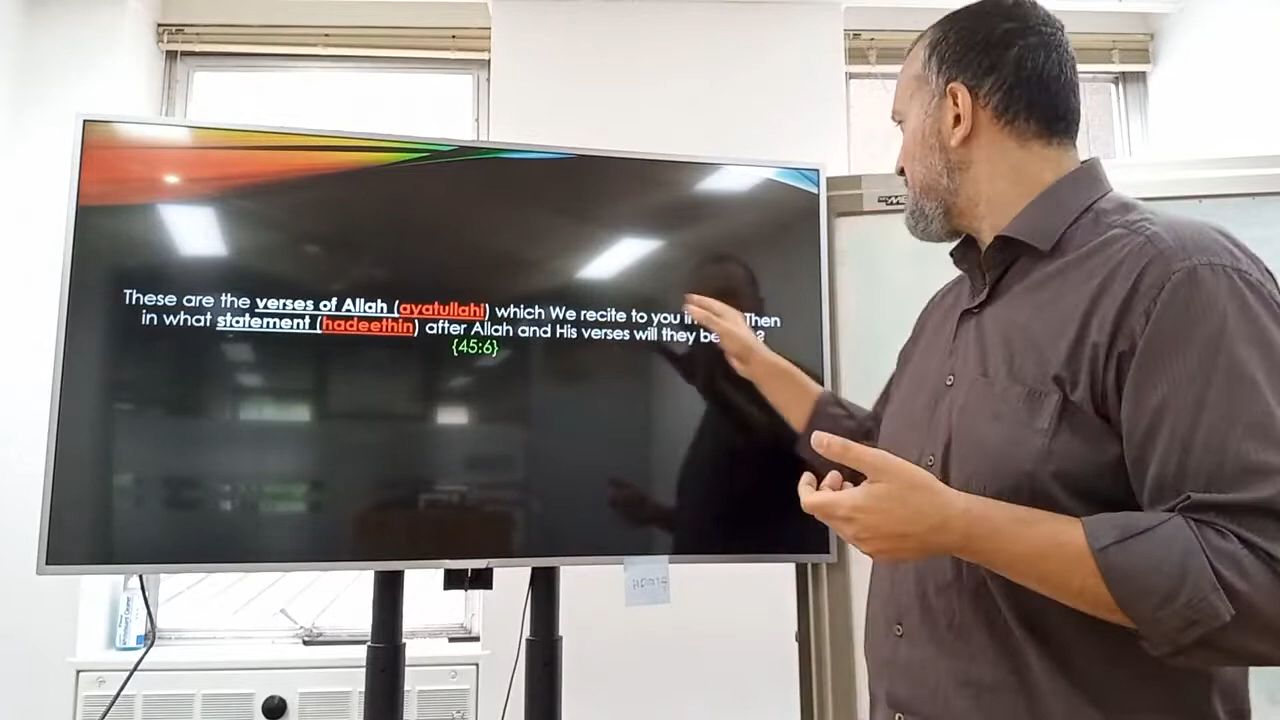 These are the verses of Allah (ayatullahi) which We recite to you in Then
in what statement (hadeethin) after Allah and His verses will they be ?
{45:6}